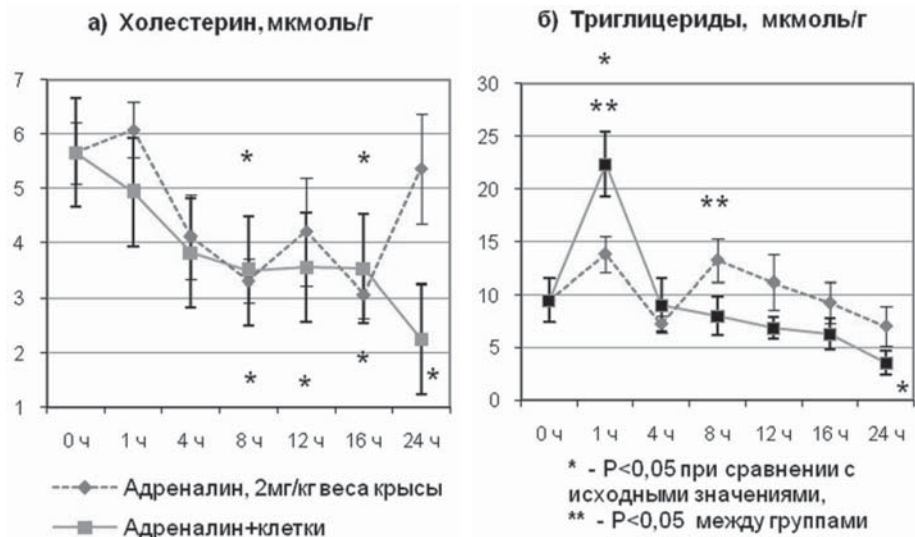 а) Холестерин, мкмоль/г
7
6
5
4
3
2
1
* *
*
* * *
0 ч 1 ч 4 ч 8 ч 12 ч 16 ч 24 ч
Адреналин, 2мг/кг веса крысы
Адреналин+клетки
б) Триглицериды, мкмоль/г
30
25
20
15
10
5
0
*
**
**
*
0 ч 1 ч 4 ч 8 ч 12 ч 16 ч 24 ч
* - P<0,05 при сравнении с
исходными значениями,
** - P<0,05 между группами